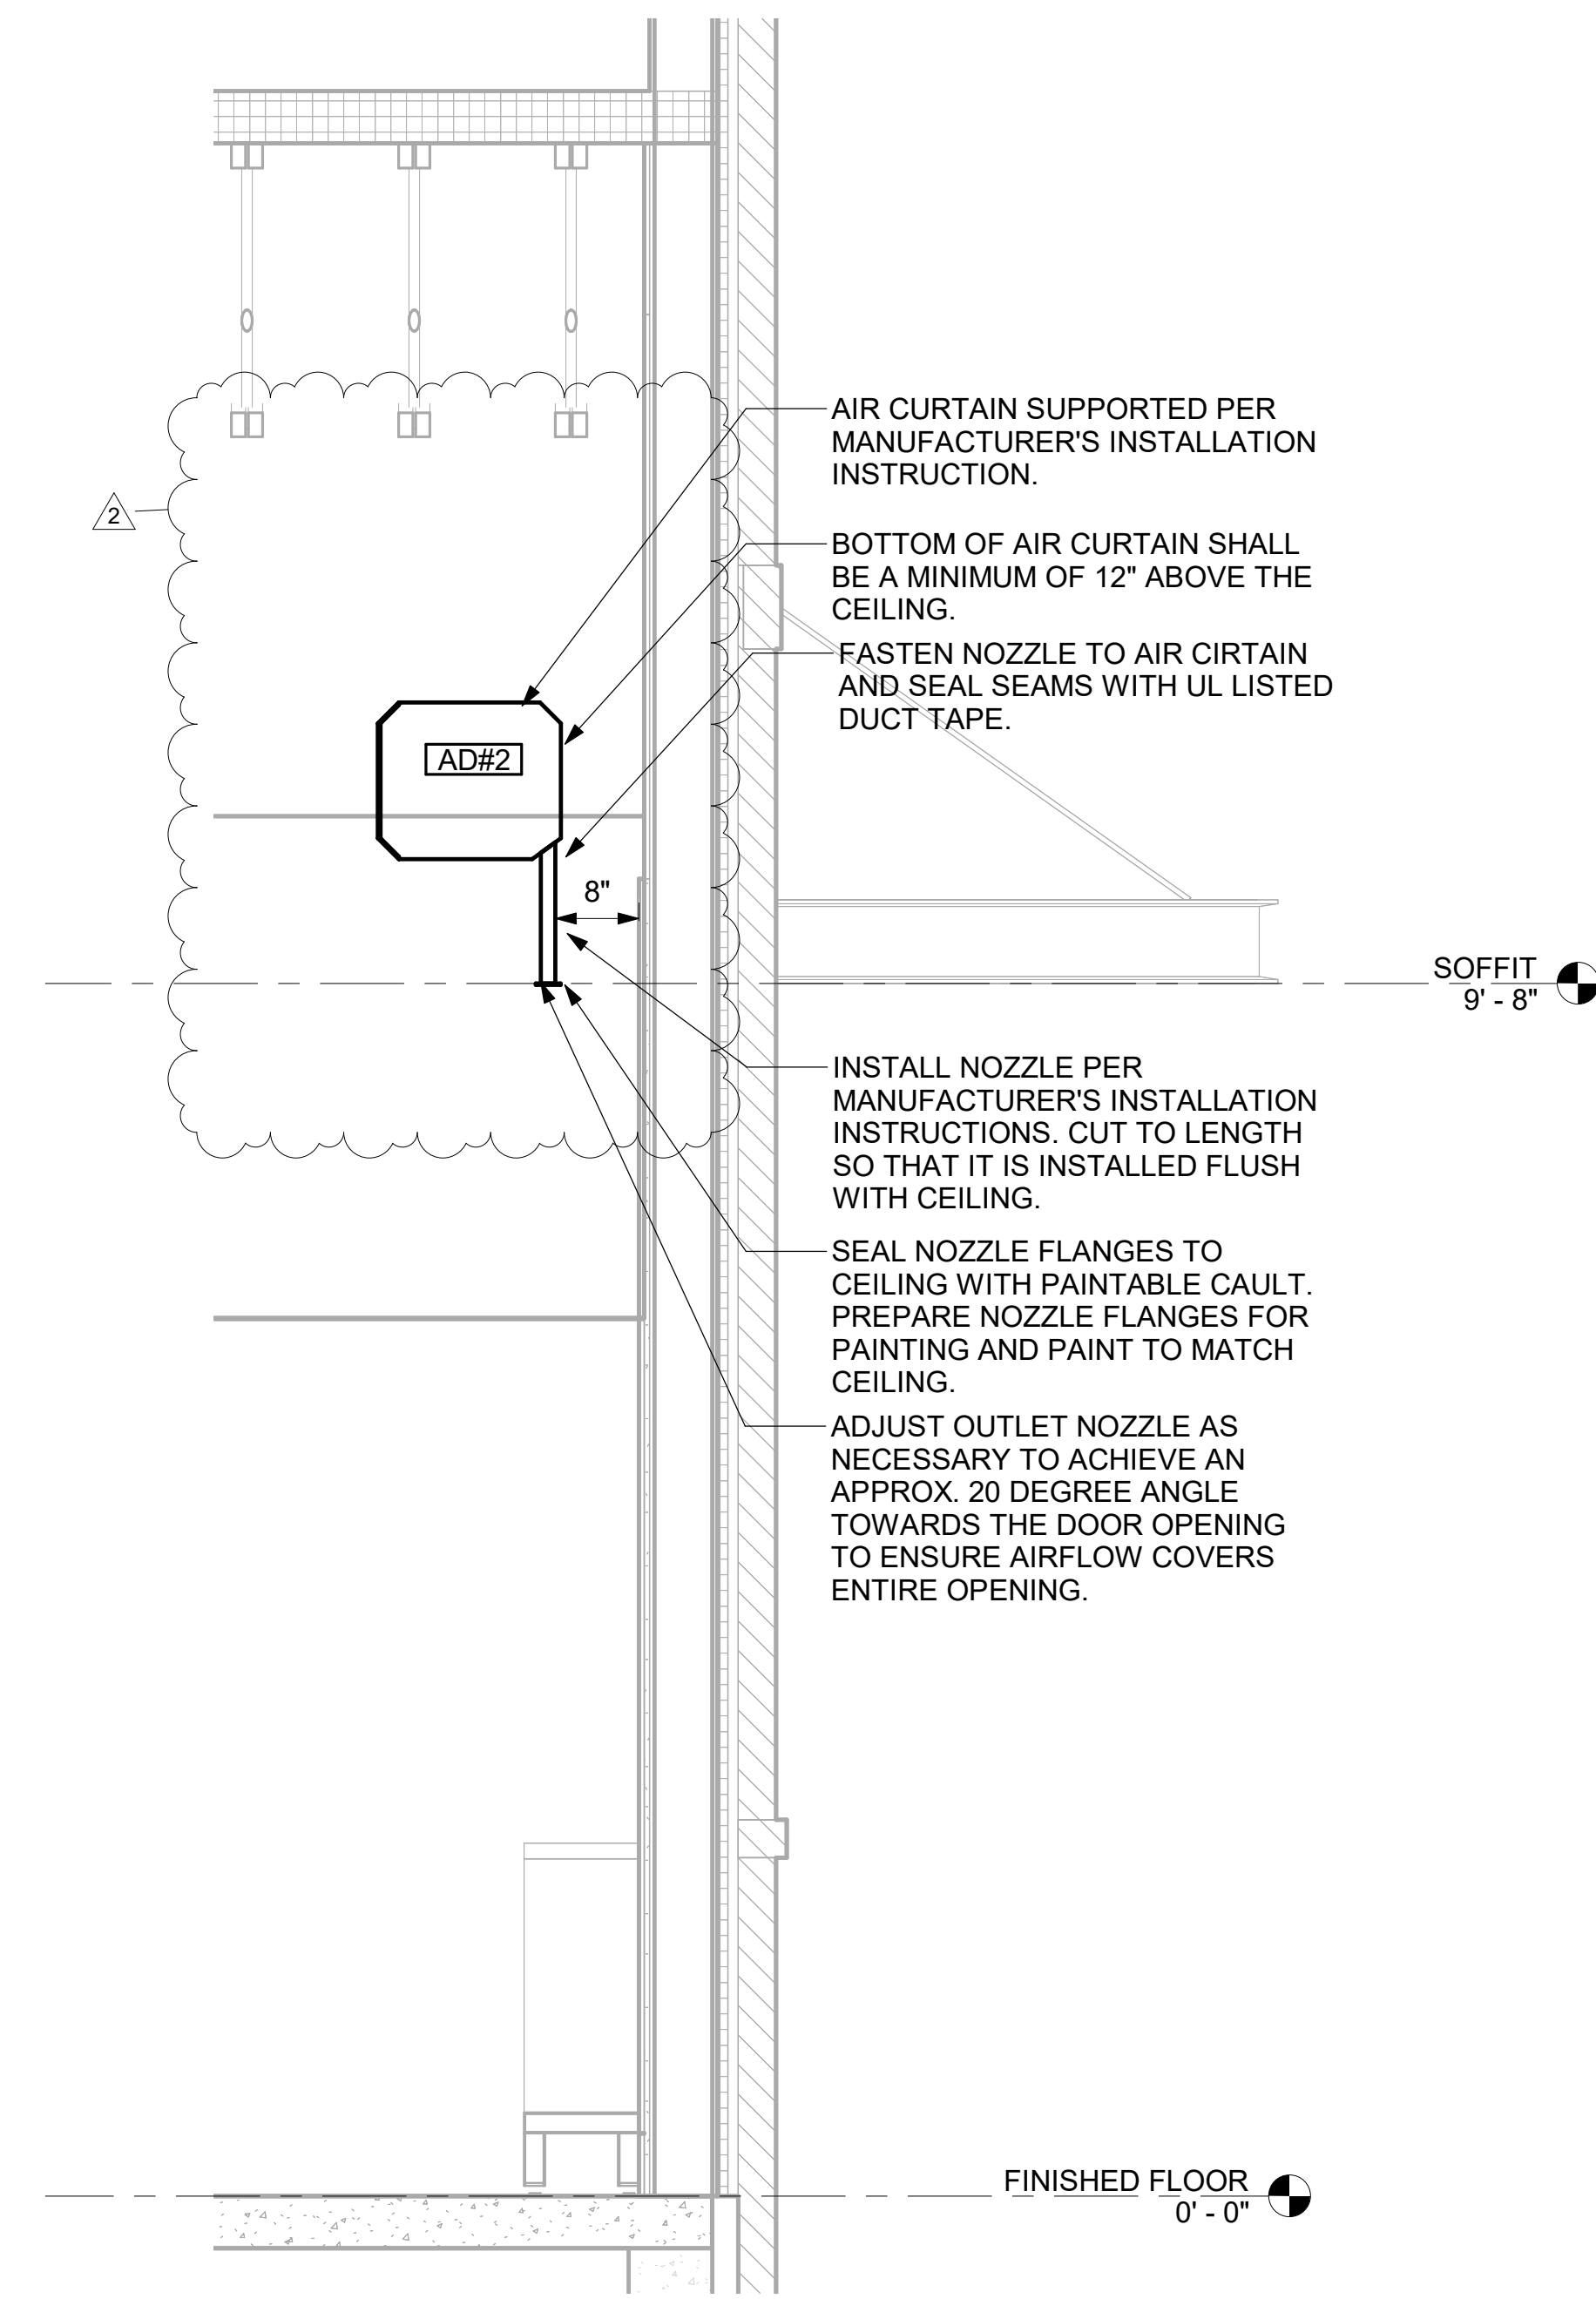 AIR CURTAIN SUPPORTED PER
MANUFACTURER'S INSTALLATION
INSTRUCTION.
2
BOTTOM OF AIR CURTAIN SHALL
BE A MINIMUM OF 12" ABOVE THE
CEILING.
FASTEN NOZZLE TO AIR CIRTAIN
AND SEAL SEAMS WITH UL LISTED
DUCT TAPE.
AD#2
8"
SOFFIT
9' - 8"
INSTALL NOZZLE PER
MANUFACTURER'S INSTALLATION
INSTRUCTIONS. CUT TO LENGTH
SO THAT IT IS INSTALLED FLUSH
WITH CEILING.
SEAL NOZZLE FLANGES TO
CEILING WITH PAINTABLE CAULT.
PREPARE NOZZLE FLANGES FOR
PAINTING AND PAINT TO MATCH
CEILING.
ADJUST OUTLET NOZZLE AS
NECESSARY TO ACHIEVE AN
APPROX. 20 DEGREE ANGLE
TOWARDS THE DOOR OPENING
TO ENSURE AIRFLOW COVERS
ENTIRE OPENING.
FINISHED FLOOR
0' - 0"